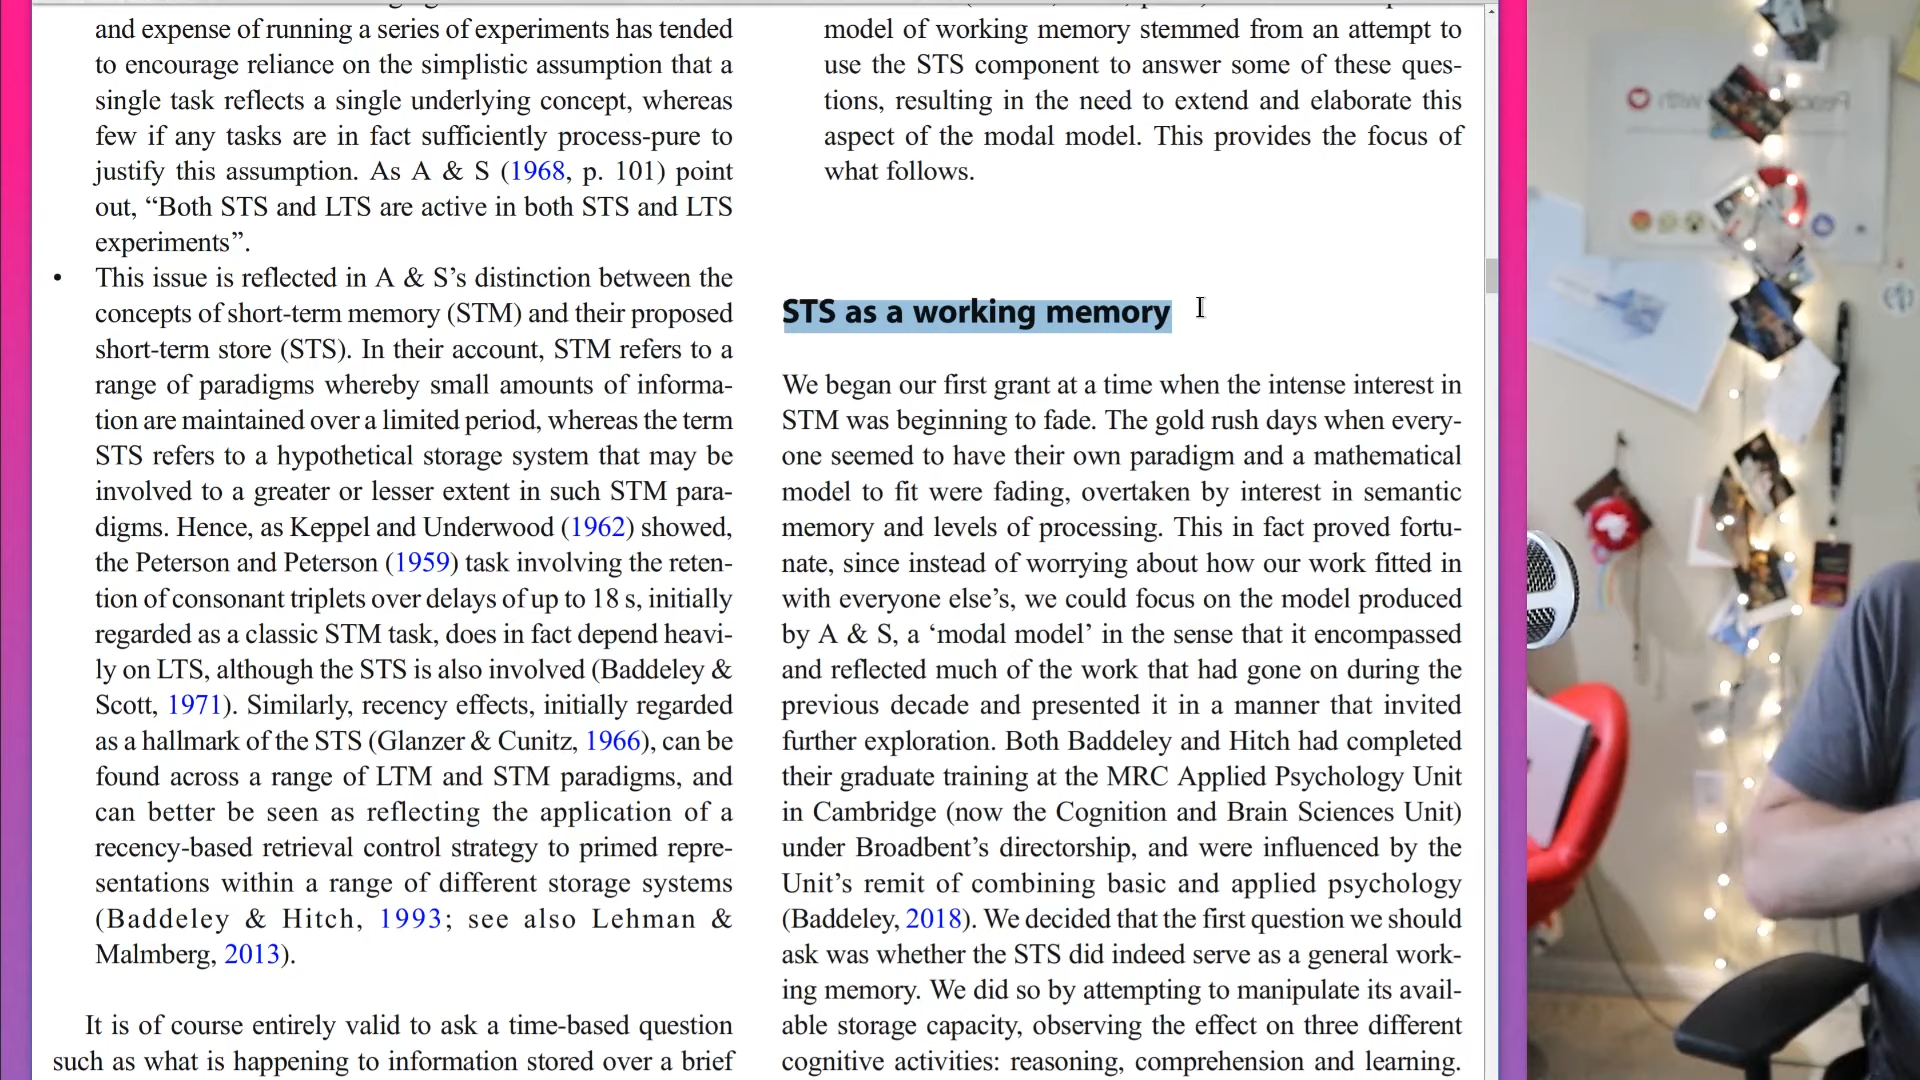 and expense of running a series of experiments has tended
to encourage reliance on the simplistic assumption that a
single task reflects a single underlying concept, whereas
few if any tasks are in fact sufficiently process-pure to
justify this assumption. As A & S (1968, p. 101) point
out, “Both STS and LTS are active in both STS and LTS
experiments”.
• This issue is reflected in A & S’s distinction between the
concepts of short-term memory (STM) and their proposed
short-term store (STS). In their account, STM refers to a
range of paradigms whereby small amounts of informa-
tion are maintained over a limited period, whereas the term
STS refers to a hypothetical storage system that may be
involved to a greater or lesser extent in such STM para-
digms. Hence, as Keppel and Underwood (1962) showed,
the Peterson and Peterson (1959) task involving the reten-
tion of consonant triplets over delays of up to 18 s, initially
regarded as a classic STM task, does in fact depend heavi-
ly on LTS, although the STS is also involved (Baddeley &
Scott, 1971). Similarly, recency effects, initially regarded
as a hallmark of the STS (Glanzer & Cunitz, 1966), can be
found across a range of LTM and STM paradigms, and
can better be seen as reflecting the application of a
recency-based retrieval control strategy to primed repre-
sentations within a range of different storage systems
(Baddeley & Hitch, 1993; see also Lehman &
Malmberg, 2013).
It is of course entirely valid to ask a time-based question
such as what is happening to information stored over a brief
model of working memory stemmed from an attempt to
use the STS component to answer some of these ques-
tions, resulting in the need to extend and elaborate this
aspect of the modal model. This provides the focus of
what follows.
STS as a working memory
We began our first grant at a time when the intense interest in
STM was beginning to fade. The gold rush days when every-
one seemed to have their own paradigm and a mathematical
model to fit were fading, overtaken by interest in semantic
memory and levels of processing. This in fact proved fortu-
nate, since instead of worrying about how our work fitted in
with everyone else’s, we could focus on the model produced
by A & S, a ‘modal model’ in the sense that it encompassed
and reflected much of the work that had gone on during the
previous decade and presented it in a manner that invited
further exploration. Both Baddeley and Hitch had completed
their graduate training at the MRC Applied Psychology Unit
in Cambridge (now the Cognition and Brain Sciences Unit)
under Broadbent’s directorship, and were influenced by the
Unit’s remit of combining basic and applied psychology
(Baddeley, 2018). We decided that the first question we should
ask was whether the STS did indeed serve as a general work-
ing memory. We did so by attempting to manipulate its avail-
able storage capacity, observing the effect on three different
cognitive activities: reasoning, comprehension and learning.